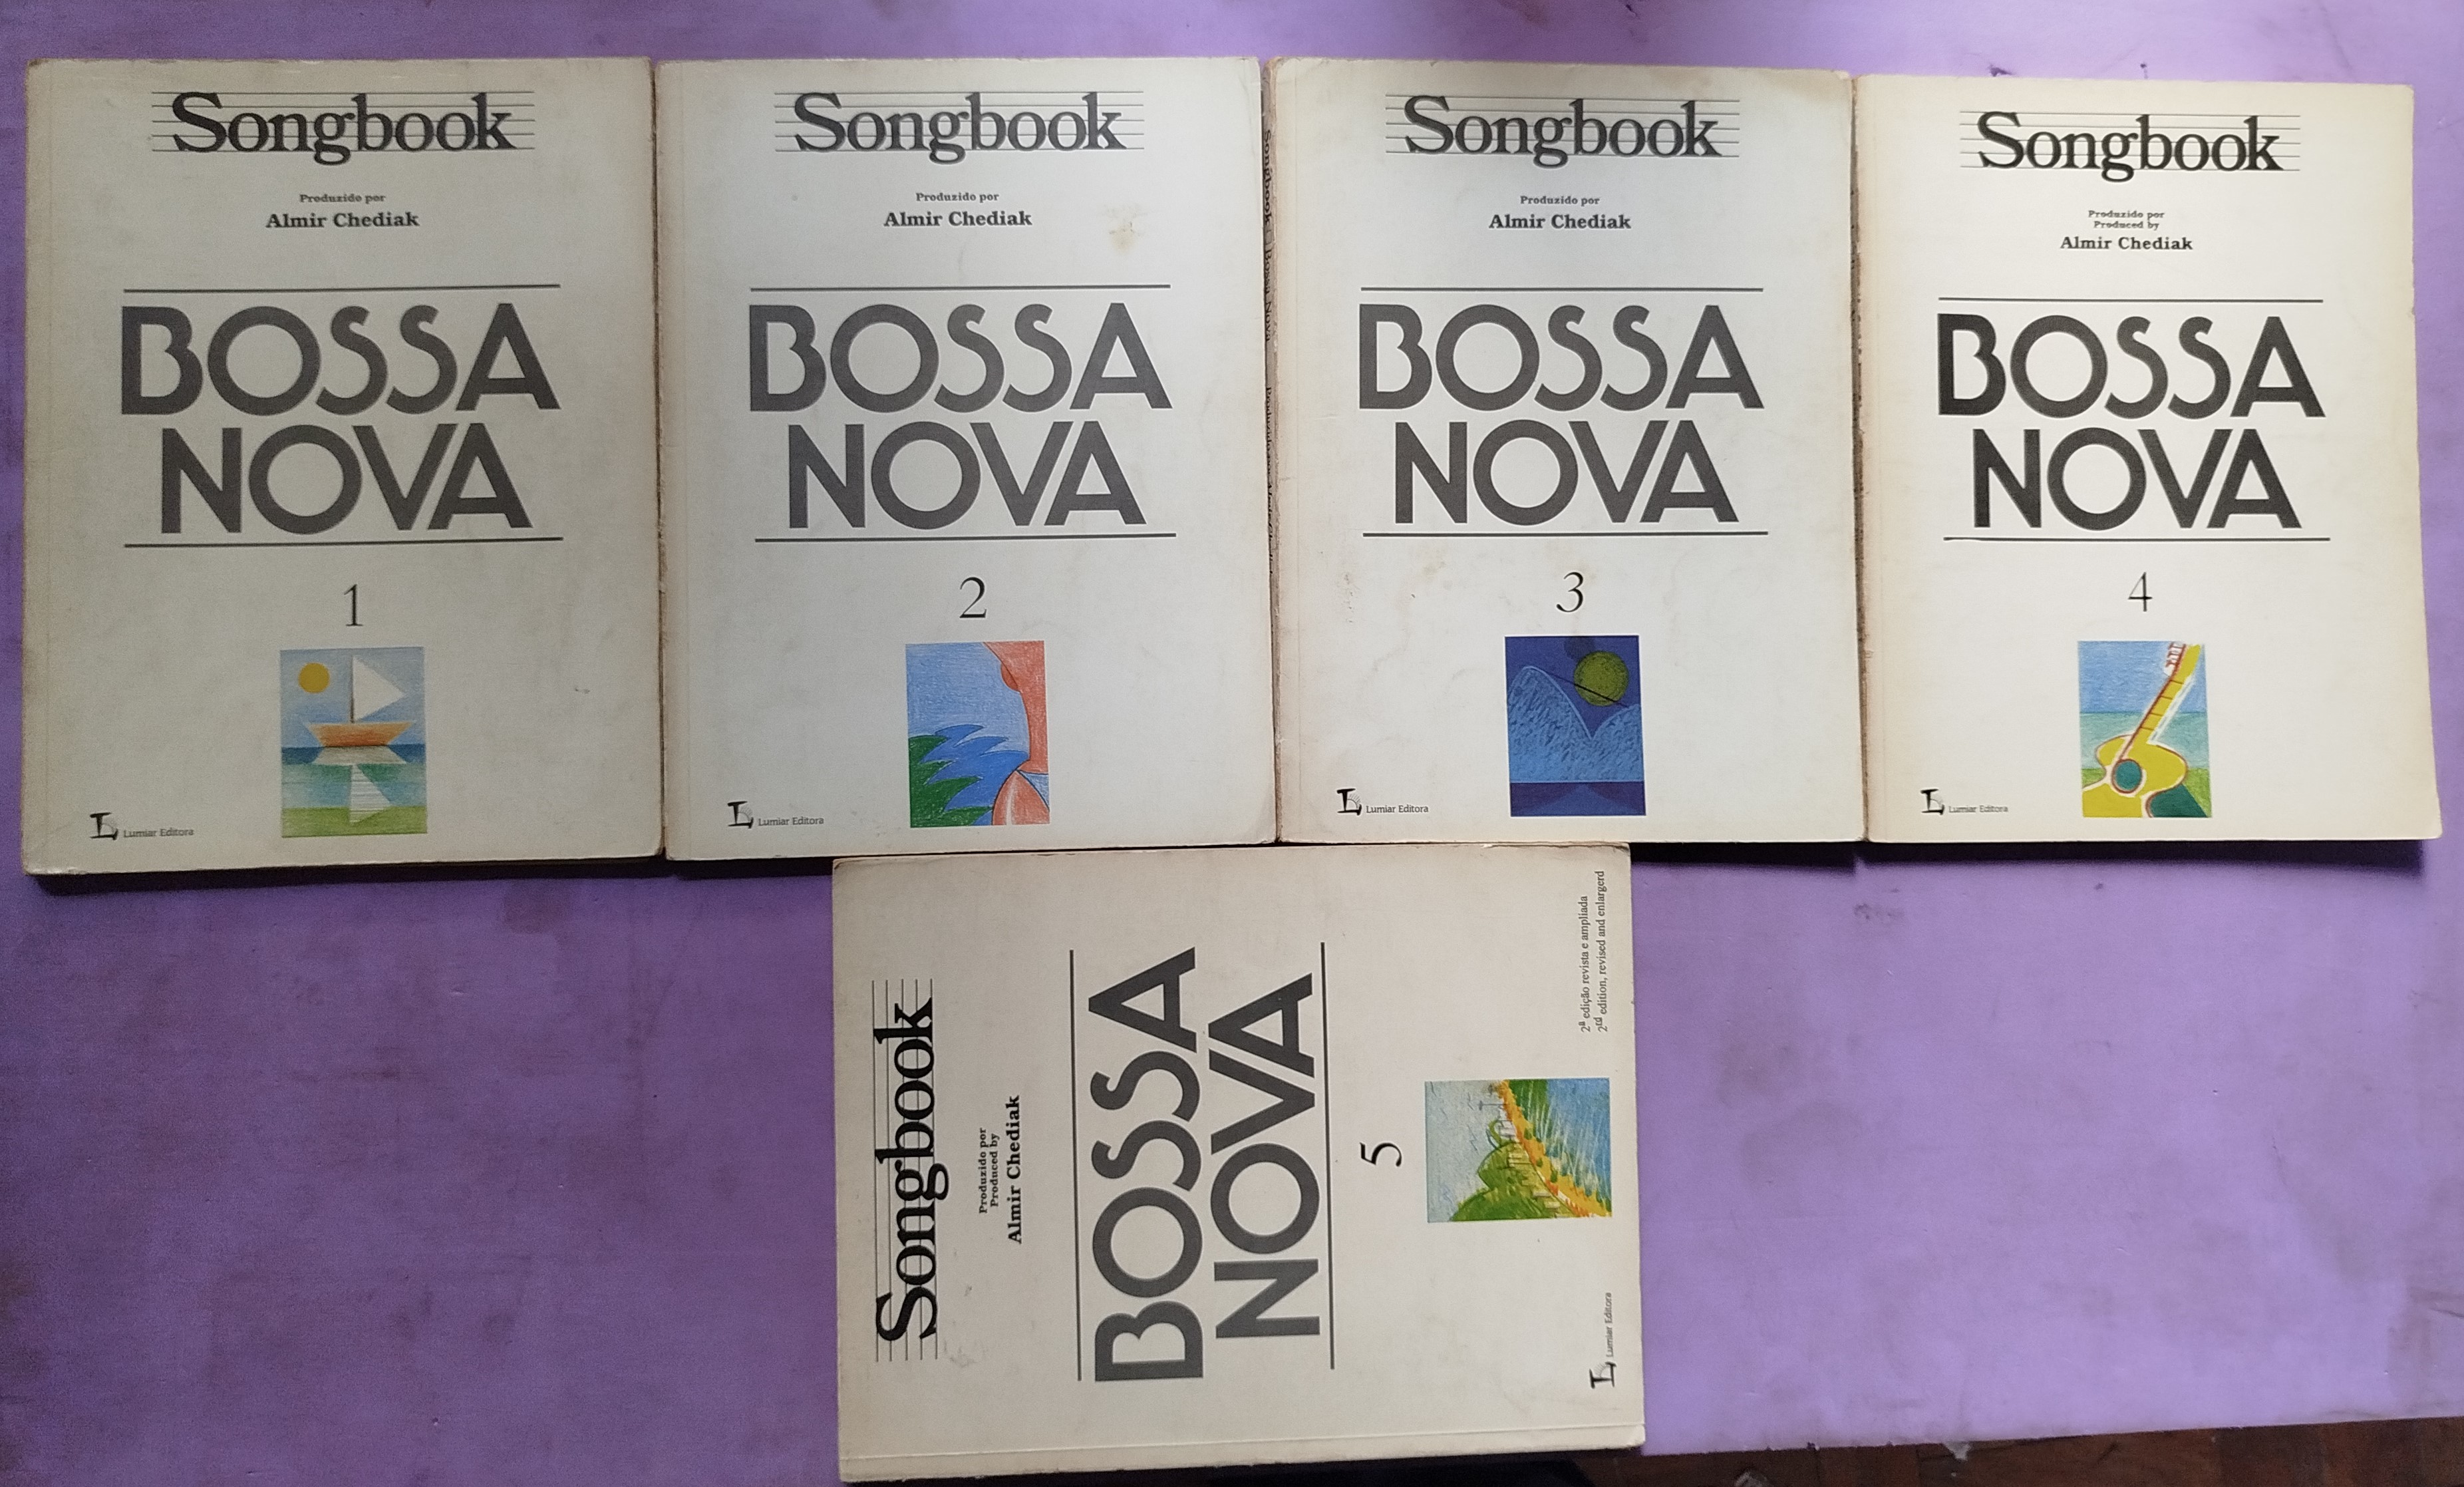 Songbook
Produzido por
Almir Chediak
BOSSA
NOVA
1
Lumiar Editora
Songbook
Produzido por
Almir Chediak
BOSSA
NOVA
2
Lumiar Editora
Songbook
Produzido por
Almir Chediak
BOSSA
NOVA
3
Lumiar Editora
Songbook
Produzido por
Produced by
Almir Chediak
BOSSA
NOVA
4
Lumiar Editora
Songbook
Produzido por
Produced by
Almir Chediak
BOSSA
NOVA
5
2ª edição revista e ampliada
2td edition, revised and enlargerd
Lumiar Editora